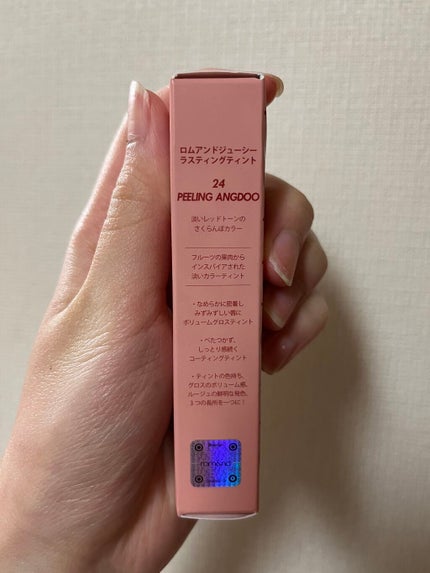 ロムアンドジューシー
ラスティングティント
24
PEELING ANGDOO
淡いレッドトーンの
さくらんぼカラー
フルーツの果肉から
インスパイアされた
淡いカラーティント
・なめらかに密着し
みずみずしい唇に
ボリュームグロスティント
・べたつかず、
しっとり感続く
コーティングティント
・ティントの色持ち、
グロスのボリューム感、
ルージュの鮮明な発色、
3つの長所を一つに！
rom&nd